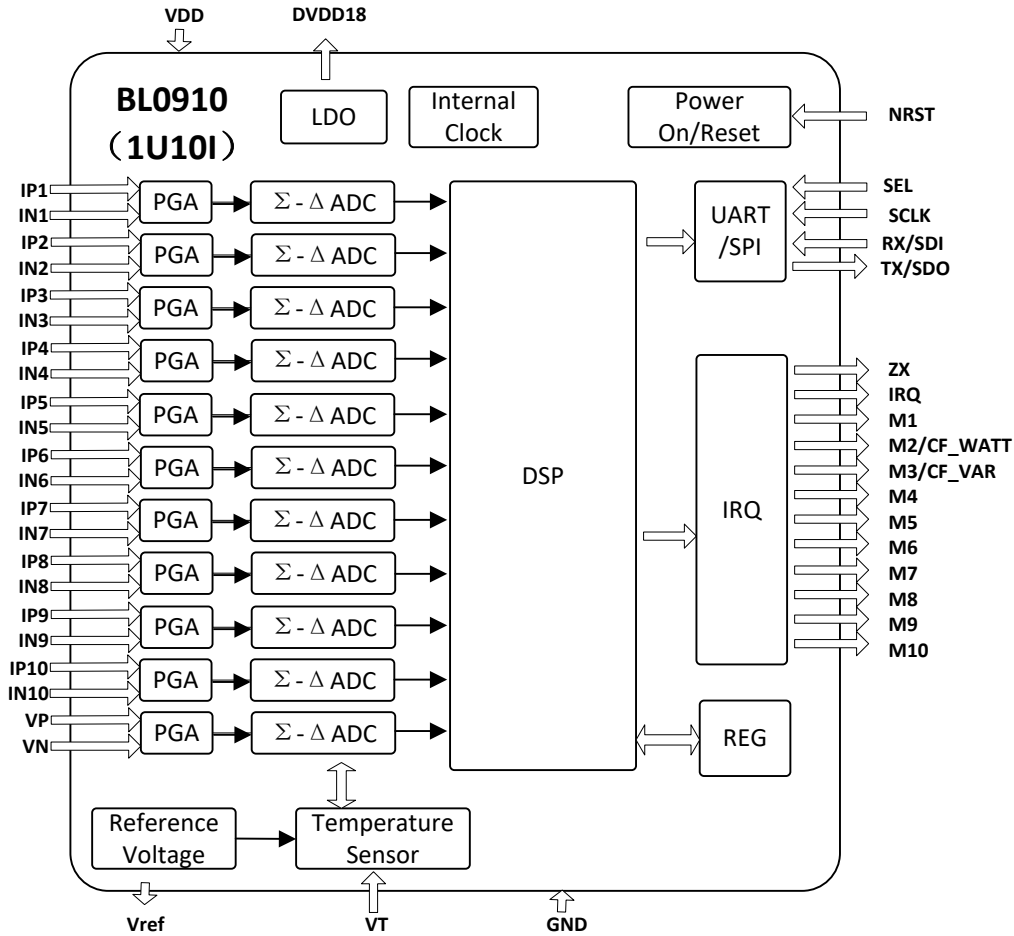 VDD
DVDD18
BL0910
（1U10I）
LDO
Internal
Clock
Power
On/Reset
NRST
IP1
IN1
PGA
Σ - Δ ADC
IP2
IN2
PGA
Σ - Δ ADC
IP3
IN3
PGA
Σ - Δ ADC
IP4
IN4
PGA
Σ - Δ ADC
IP5
IN5
PGA
Σ - Δ ADC
IP6
IN6
PGA
Σ - Δ ADC
IP7
IN7
PGA
Σ - Δ ADC
IP8
IN8
PGA
Σ - Δ ADC
IP9
IN9
PGA
Σ - Δ ADC
IP10
IN10
PGA
Σ - Δ ADC
VP
VN
PGA
Σ - Δ ADC
DSP
UART
/SPI
SEL
SCLK
RX/SDI
TX/SDO
IRQ
ZX
IRQ
M1
M2/CF_WATT
M3/CF_VAR
M4
M5
M6
M7
M8
M9
M10
REG
Reference
Voltage
Temperature
Sensor
Vref
VT
GND